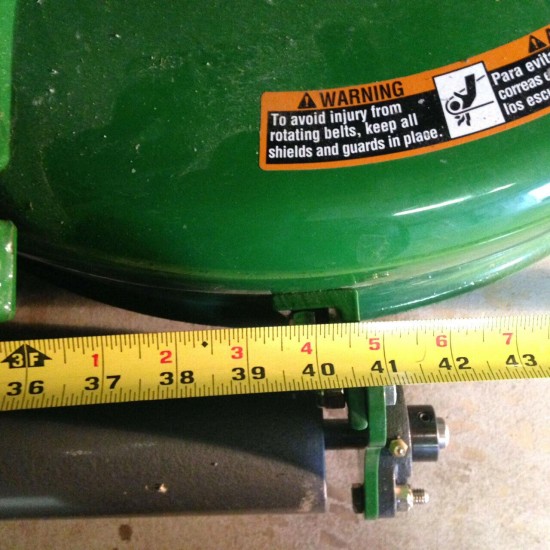 WARNING
To avoid injury from
rotating belts, keep all
shields and guards in place.
Para evita
correas
los esc
1 2 3 4 5 6 7
3F
36 37 38 39 40 41 42 43